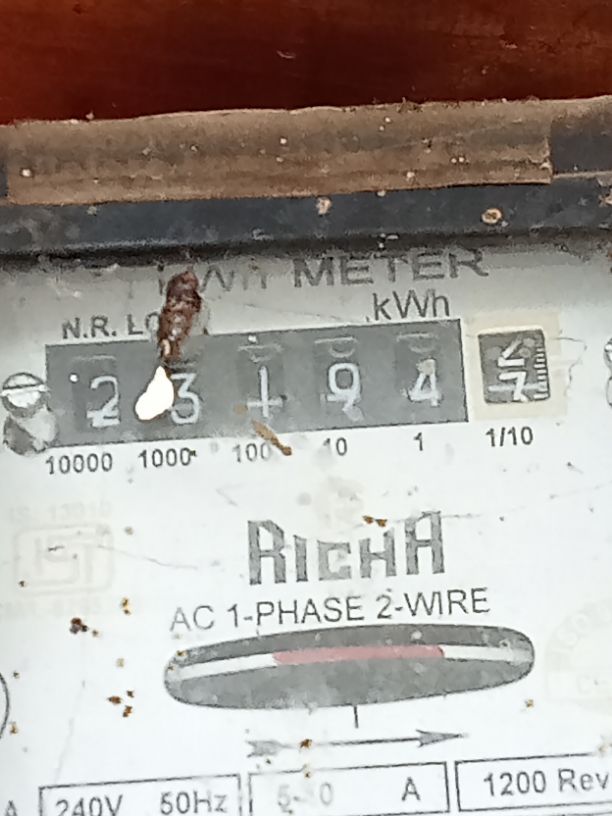 METER
kWh
N.R.
2 3 1 9 4 7
10000 1000 100 10 1 1/10
RICHA
AC 1-PHASE 2-WIRE
240V 50Hz A 1200 Rev